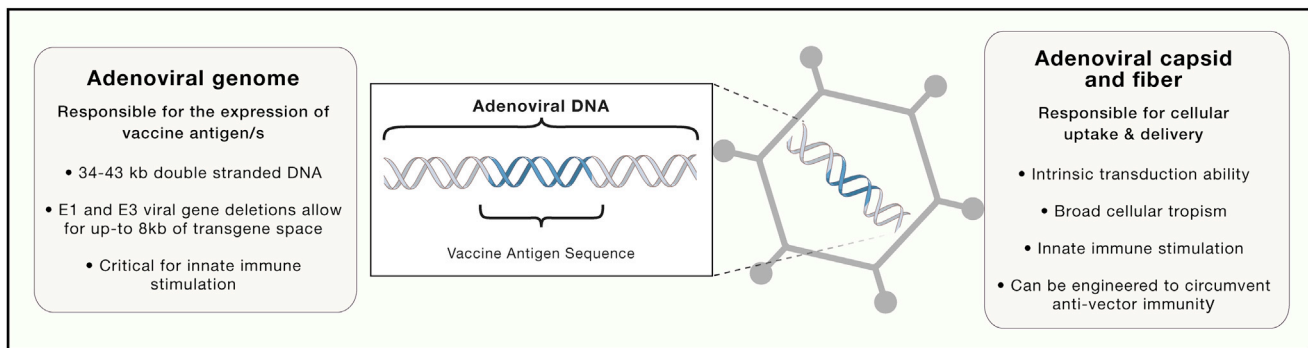 Adenoviral genome
Responsible for the expression of
vaccine antigen/s
• 34-43 kb double stranded DNA
• E1 and E3 viral gene deletions allow
for up-to 8kb of transgene space
• Critical for innate immune
stimulation
Adenoviral DNA
Vaccine Antigen Sequence
Adenoviral capsid
and fiber
Responsible for cellular
uptake & delivery
• Intrinsic transduction ability
• Broad cellular tropism
• Innate immune stimulation
• Can be engineered to circumvent
anti-vector immunity